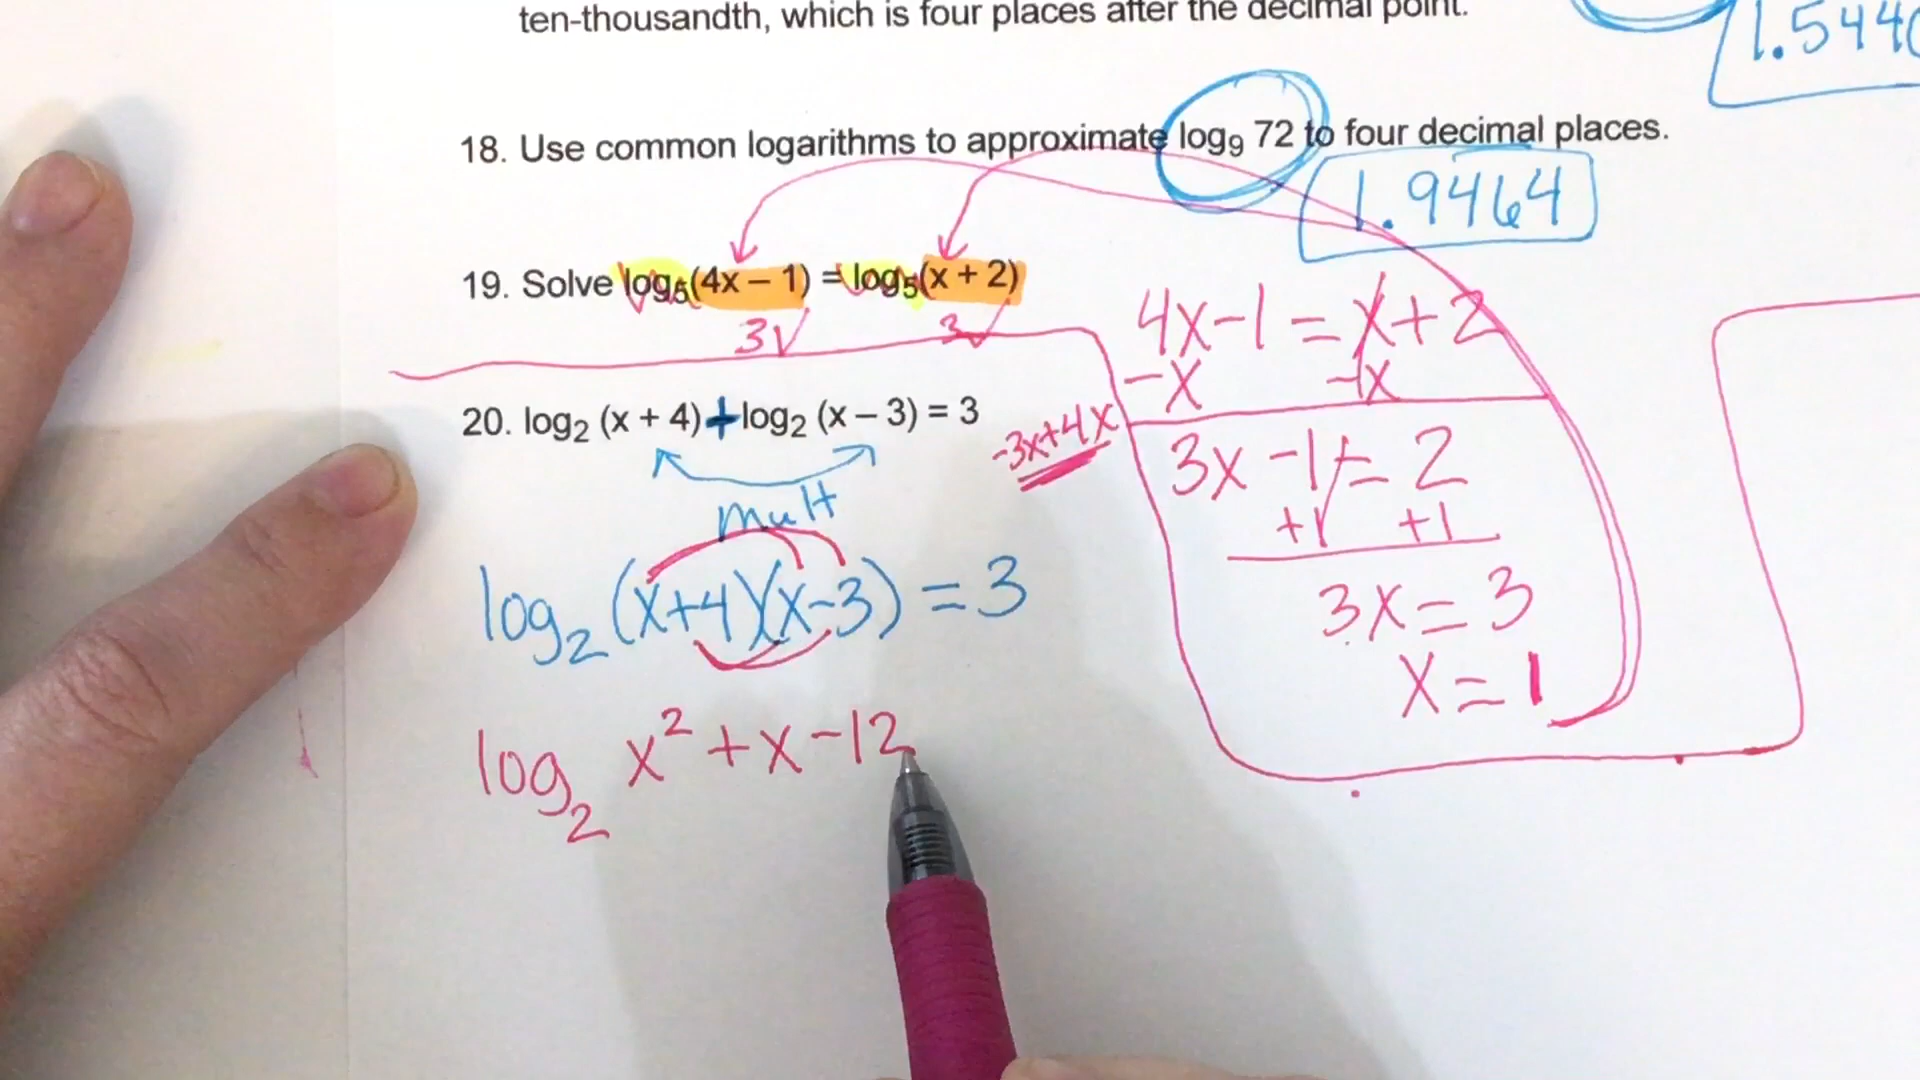 ten-thousandth, which is four places after the decimal point.
1.544
18. Use common logarithms to approximate log₉ 72 to four decimal places.
1.9464
19. Solve log₅(4x – 1) = log₅(x + 2)
3✓ 3✓
4x-1 = x+2
-x -x
3x -1 = 2
+1 +1
3x = 3
x = 1
20. log₂ (x + 4) + log₂ (x – 3) = 3
-3x+4x
mult
log₂ (x+4)(x-3) = 3
log₂ x² + x -12